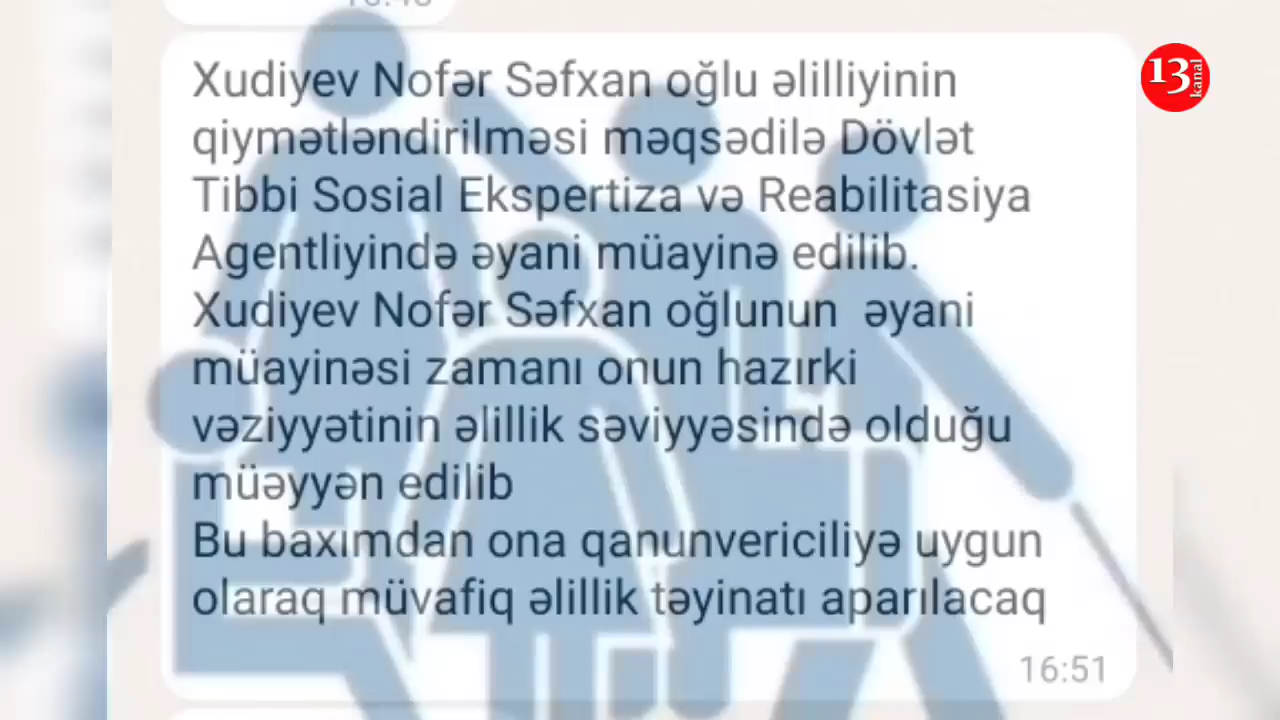 Xudiyev Nofər Səfxan oğlu əlilliyinin
qiymətləndirilməsi məqsədilə Dövlət
Tibbi Sosial Ekspertiza və Reabilitasiya
Agentliyində əyani müayinə edilib.
Xudiyev Nofər Səfxan oğlunun əyani
müayinəsi zamanı onun hazırki
vəziyyətinin əlillik səviyyəsində olduğu
müəyyən edilib
Bu baxımdan ona qanunvericiliyə uygun
olaraq müvafiq əlillik təyinatı aparılacaq
16:51
13 kanal